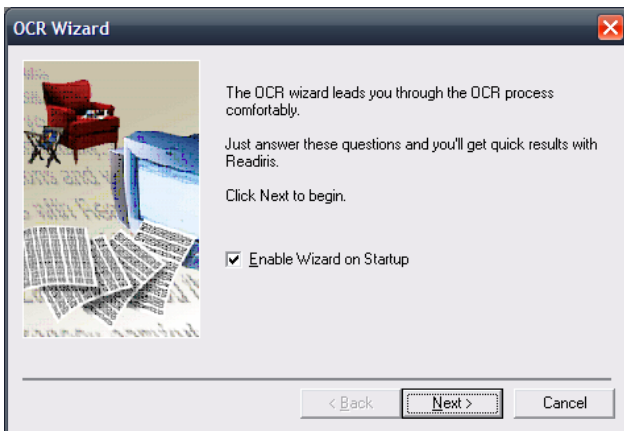 OCR Wizard
The OCR wizard leads you through the OCR process
comfortably.
Just answer these questions and you'll get quick results with
Readiris.
Click Next to begin.
Enable Wizard on Startup
< Back
Next >
Cancel